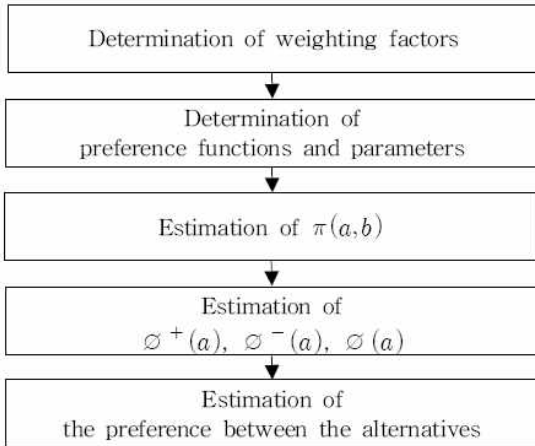 Determination of weighting factors
Determination of
preference functions and parameters
Estimation of π(a,b)
Estimation of
∅⁺(a), ∅⁻(a), ∅(a)
Estimation of
the preference between the alternatives